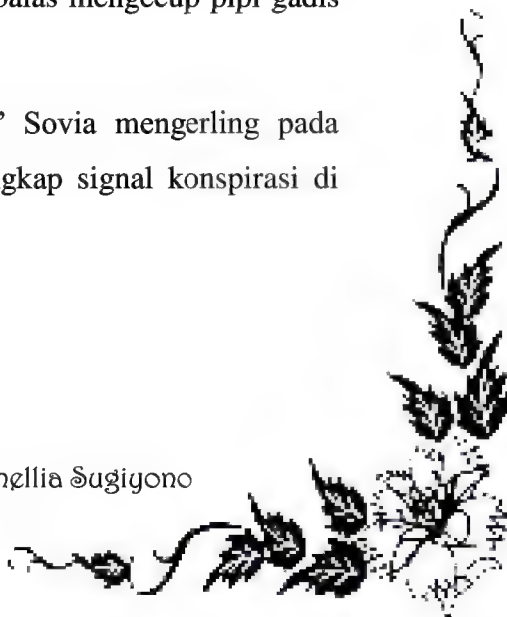 balas mengecup pipi gadis
” Sovia mengerling pada
ngkap signal konspirasi di
nellia Sugiyono